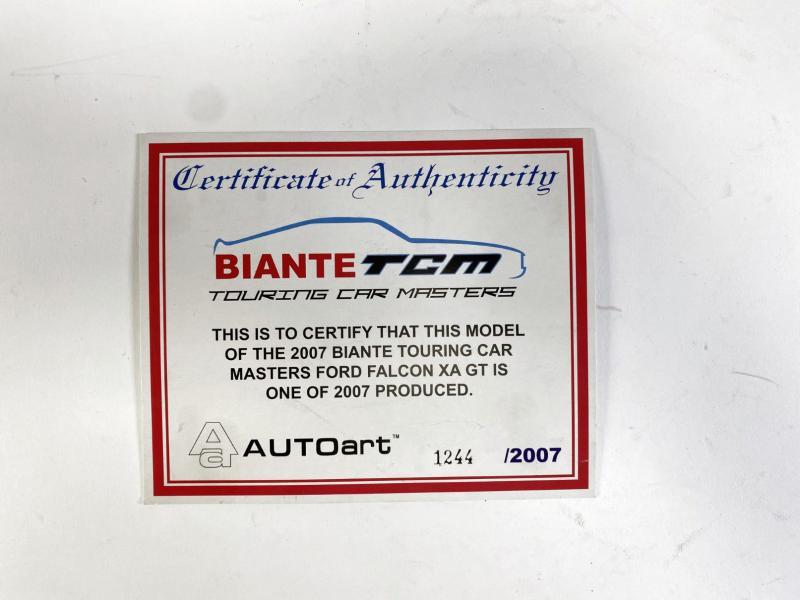 Certificate of Authenticity
BIANTE TCM
TOURING CAR MASTERS
THIS IS TO CERTIFY THAT THIS MODEL
OF THE 2007 BIANTE TOURING CAR
MASTERS FORD FALCON XA GT IS
ONE OF 2007 PRODUCED.
Aa AUTOart™ 1244 /2007